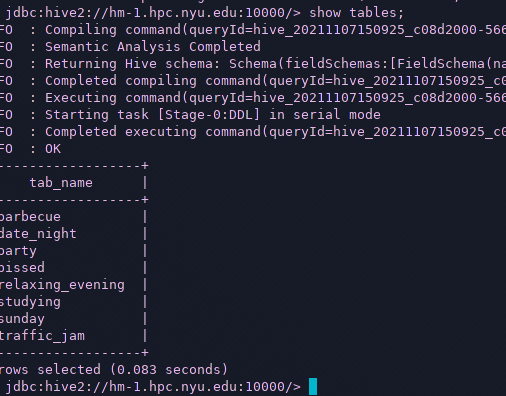 jdbc:hive2://hm-1.hpc.nyu.edu:10000/> show tables;
FO  : Compiling command(queryId=hive_20211107150925_c08d2000-566
FO  : Semantic Analysis Completed
FO  : Returning Hive schema: Schema(fieldSchemas:[FieldSchema(na
FO  : Completed compiling command(queryId=hive_20211107150925_c0
FO  : Executing command(queryId=hive_20211107150925_c08d2000-566
FO  : Starting task [Stage-0:DDL] in serial mode
FO  : Completed executing command(queryId=hive_20211107150925_c0
FO  : OK
------------------+
tab_name      |
------------------+
barbecue          |
date_night        |
party             |
pissed            |
relaxing_evening  |
studying          |
sunday            |
traffic_jam       |
------------------+
rows selected (0.083 seconds)
jdbc:hive2://hm-1.hpc.nyu.edu:10000/>